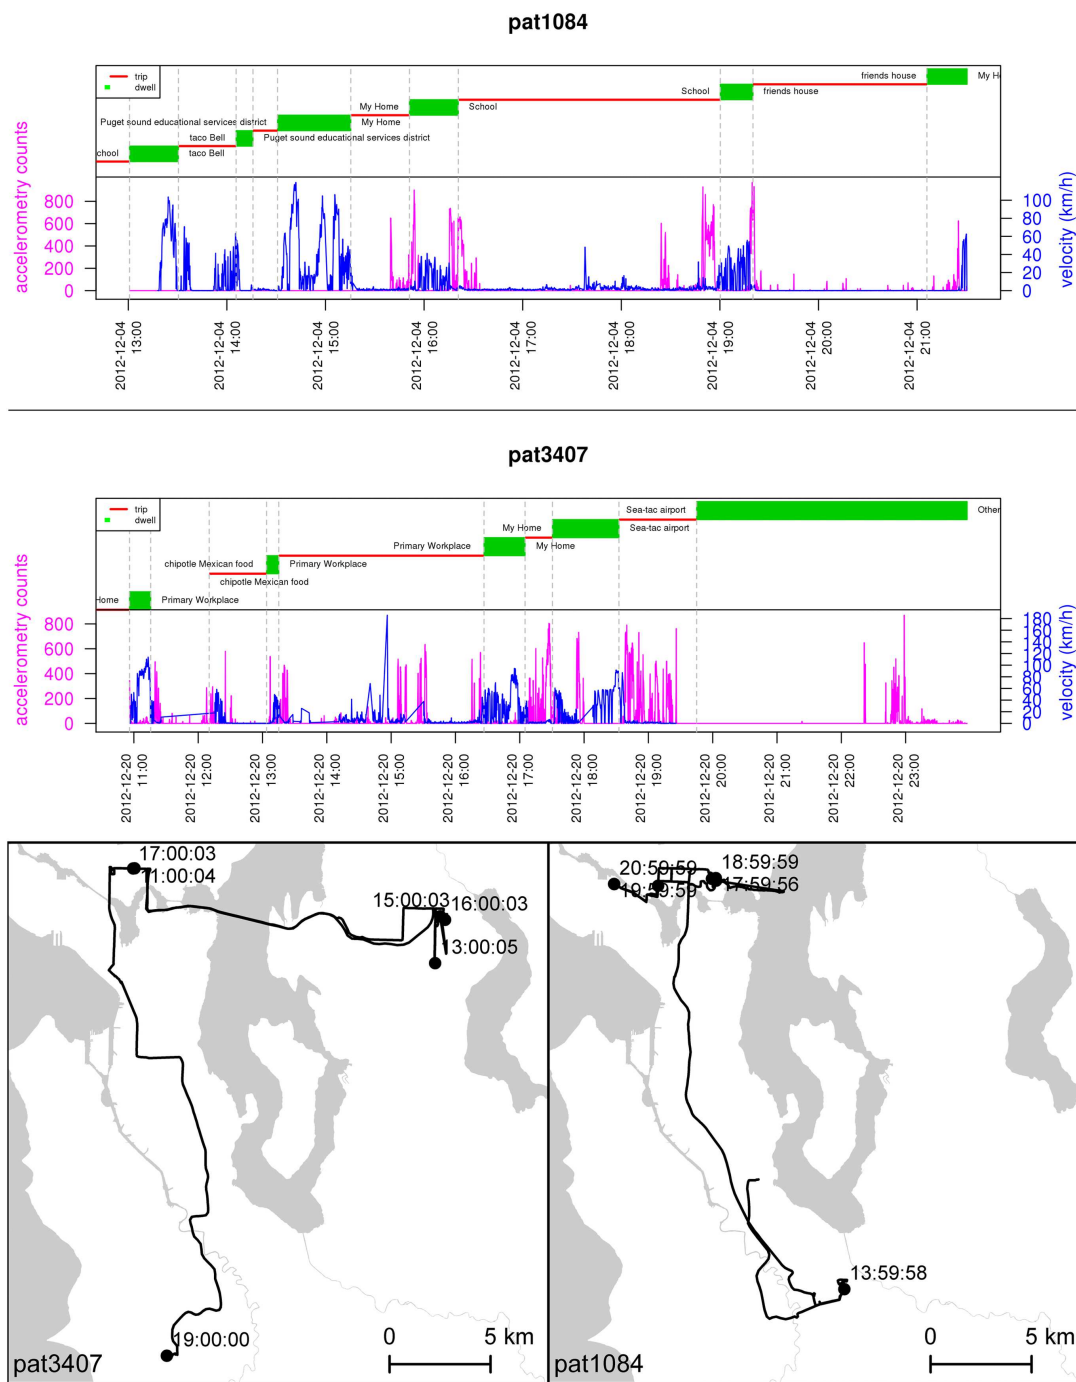 pat1084
trip
dwell
friends house
My H
School
friends house
My Home
School
Puget sound educational services district
My Home
taco Bell
Puget sound educational services district
chool
taco Bell
accelerometry counts
800
600
400
200
0
velocity (km/h)
100
80
60
40
20
0
2012-12-04 13:00
2012-12-04 14:00
2012-12-04 15:00
2012-12-04 16:00
2012-12-04 17:00
2012-12-04 18:00
2012-12-04 19:00
2012-12-04 20:00
2012-12-04 21:00
pat3407
trip
dwell
Sea-tac airport
Other
My Home
Sea-tac airport
Primary Workplace
My Home
chipotle Mexican food
Primary Workplace
chipotle Mexican food
Home
Primary Workplace
accelerometry counts
800
600
400
200
0
velocity (km/h)
180
140
120
100
80
60
40
20
0
2012-12-20 11:00
2012-12-20 12:00
2012-12-20 13:00
2012-12-20 14:00
2012-12-20 15:00
2012-12-20 16:00
2012-12-20 17:00
2012-12-20 18:00
2012-12-20 19:00
2012-12-20 20:00
2012-12-20 21:00
2012-12-20 22:00
2012-12-20 23:00
17:00:03
11:00:04
15:00:03
16:00:03
13:00:05
19:00:00
0 5 km
pat3407
20:59:59
18:59:59
19:59:59
17:59:56
13:59:58
0 5 km
pat1084